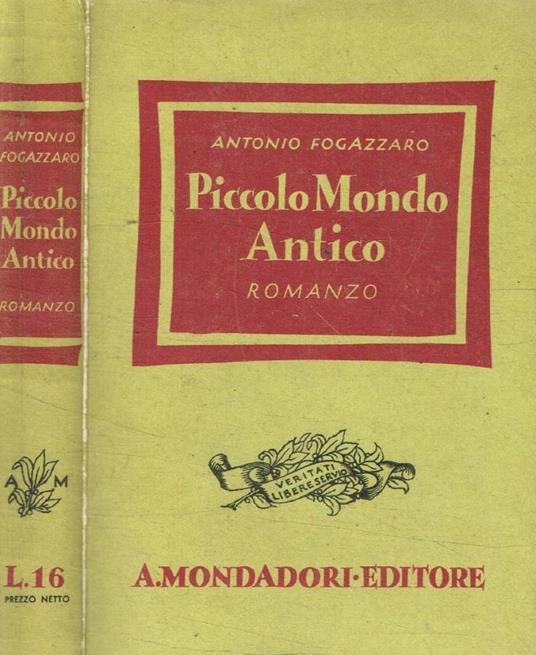 ANTONIO
FOGAZZARO
Piccolo
Mondo
Antico
ROMANZO
A M
L.16
PREZZO NETTO
ANTONIO FOGAZZARO
Piccolo Mondo
Antico
ROMANZO
VERITATI
LIBERE SERVIO
A.MONDADORI·EDITORE